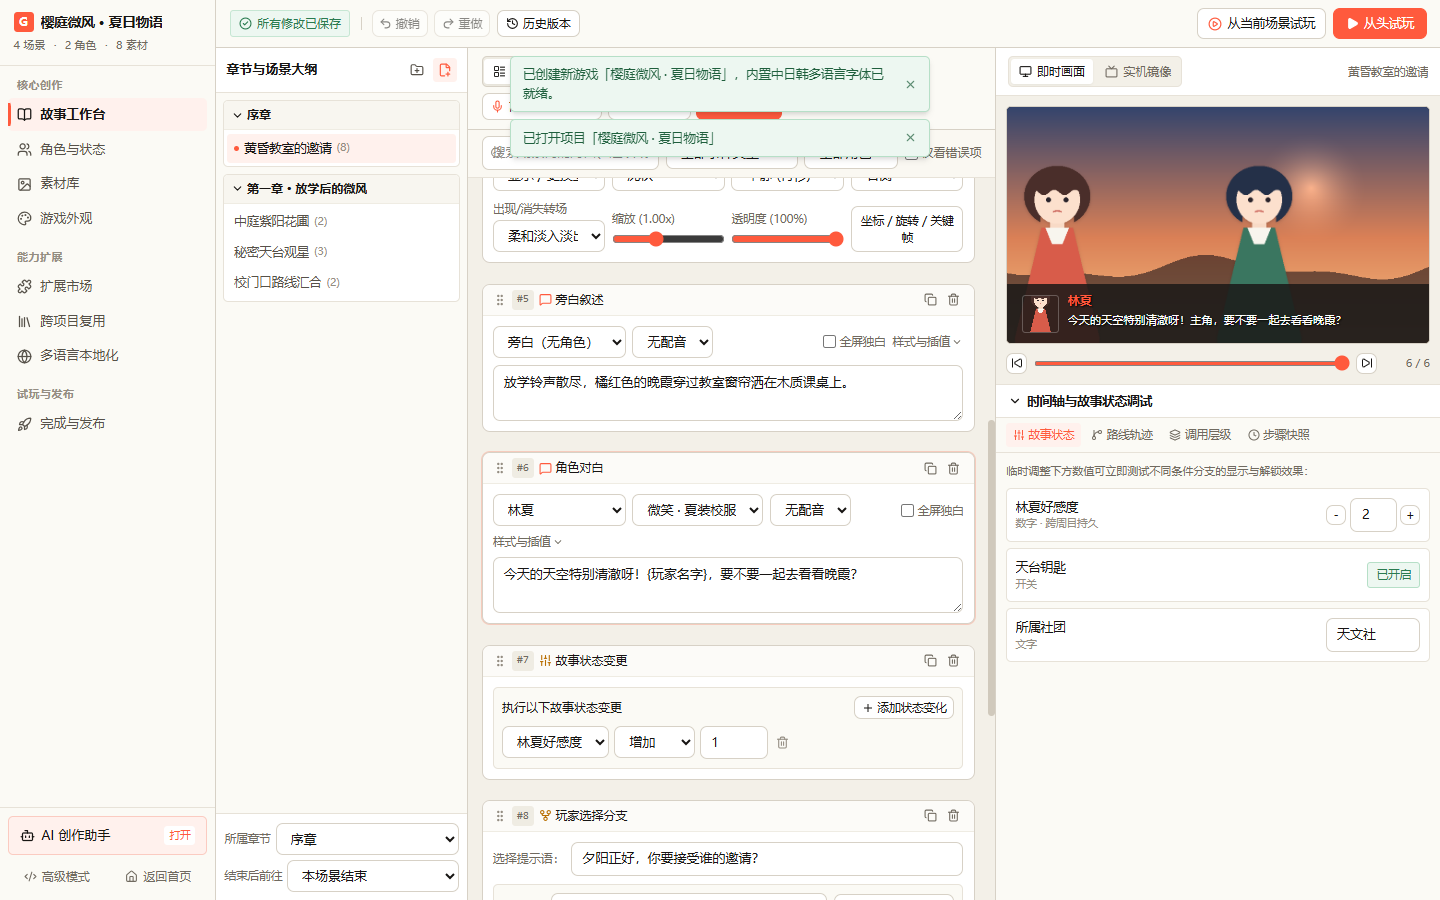 G 樱庭微风 • 夏日物语
4 场景 · 2 角色 · 8 素材
核心创作
故事工作台
角色与状态
素材库
游戏外观
能力扩展
扩展市场
跨项目复用
多语言本地化
试玩与发布
完成与发布
AI 创作助手 打开
高级模式 返回首页
所有修改已保存 撤销 重做 历史版本
从当前场景试玩 从头试玩
章节与场景大纲
序章
黄昏教室的邀请 (8)
第一章 • 放学后的微风
中庭紫阳花圃 (2)
秘密天台观星 (3)
校门口路线汇合 (2)
所属章节 序章
结束后前往 本场景结束
已创建新游戏「樱庭微风 · 夏日物语」，内置中日韩多语言字体已
就绪。
已打开项目「樱庭微风 · 夏日物语」
仅看错误项
出现/消失转场 缩放 (1.00x) 透明度 (100%)
柔和淡入淡出 坐标 / 旋转 / 关键
帧
#5 旁白叙述
旁白（无角色） 无配音 全屏独白 样式与插值
放学铃声散尽，橘红色的晚霞穿过教室窗帘洒在木质课桌上。
#6 角色对白
林夏 微笑 · 夏装校服 无配音 全屏独白
样式与插值
今天的天空特别清澈呀！{玩家名字}，要不要一起去看看晚霞？
#7 故事状态变更
执行以下故事状态变更 添加状态变化
林夏好感度 增加 1
#8 玩家选择分支
选择提示语： 夕阳正好，你要接受谁的邀请？
即时画面 实机镜像 黄昏教室的邀请
林夏
今天的天空特别清澈呀！主角，要不要一起去看看晚霞？
6 / 6
时间轴与故事状态调试
故事状态 路线轨迹 调用层级 步骤快照
临时调整下方数值可立即测试不同条件分支的显示与解锁效果：
林夏好感度
数字 · 跨周目持久
- 2 +
天台钥匙
开关
已开启
所属社团
文字
天文社